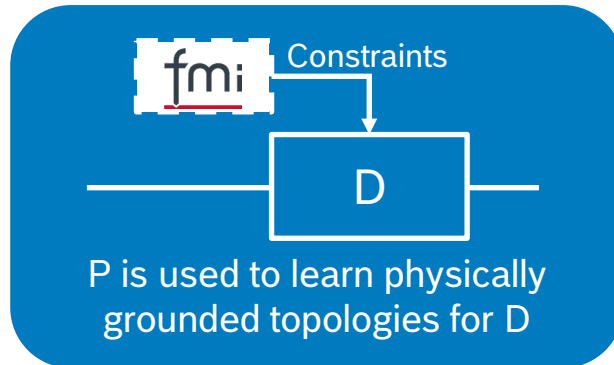 fmi
Constraints
D
P is used to learn physically
grounded topologies for D